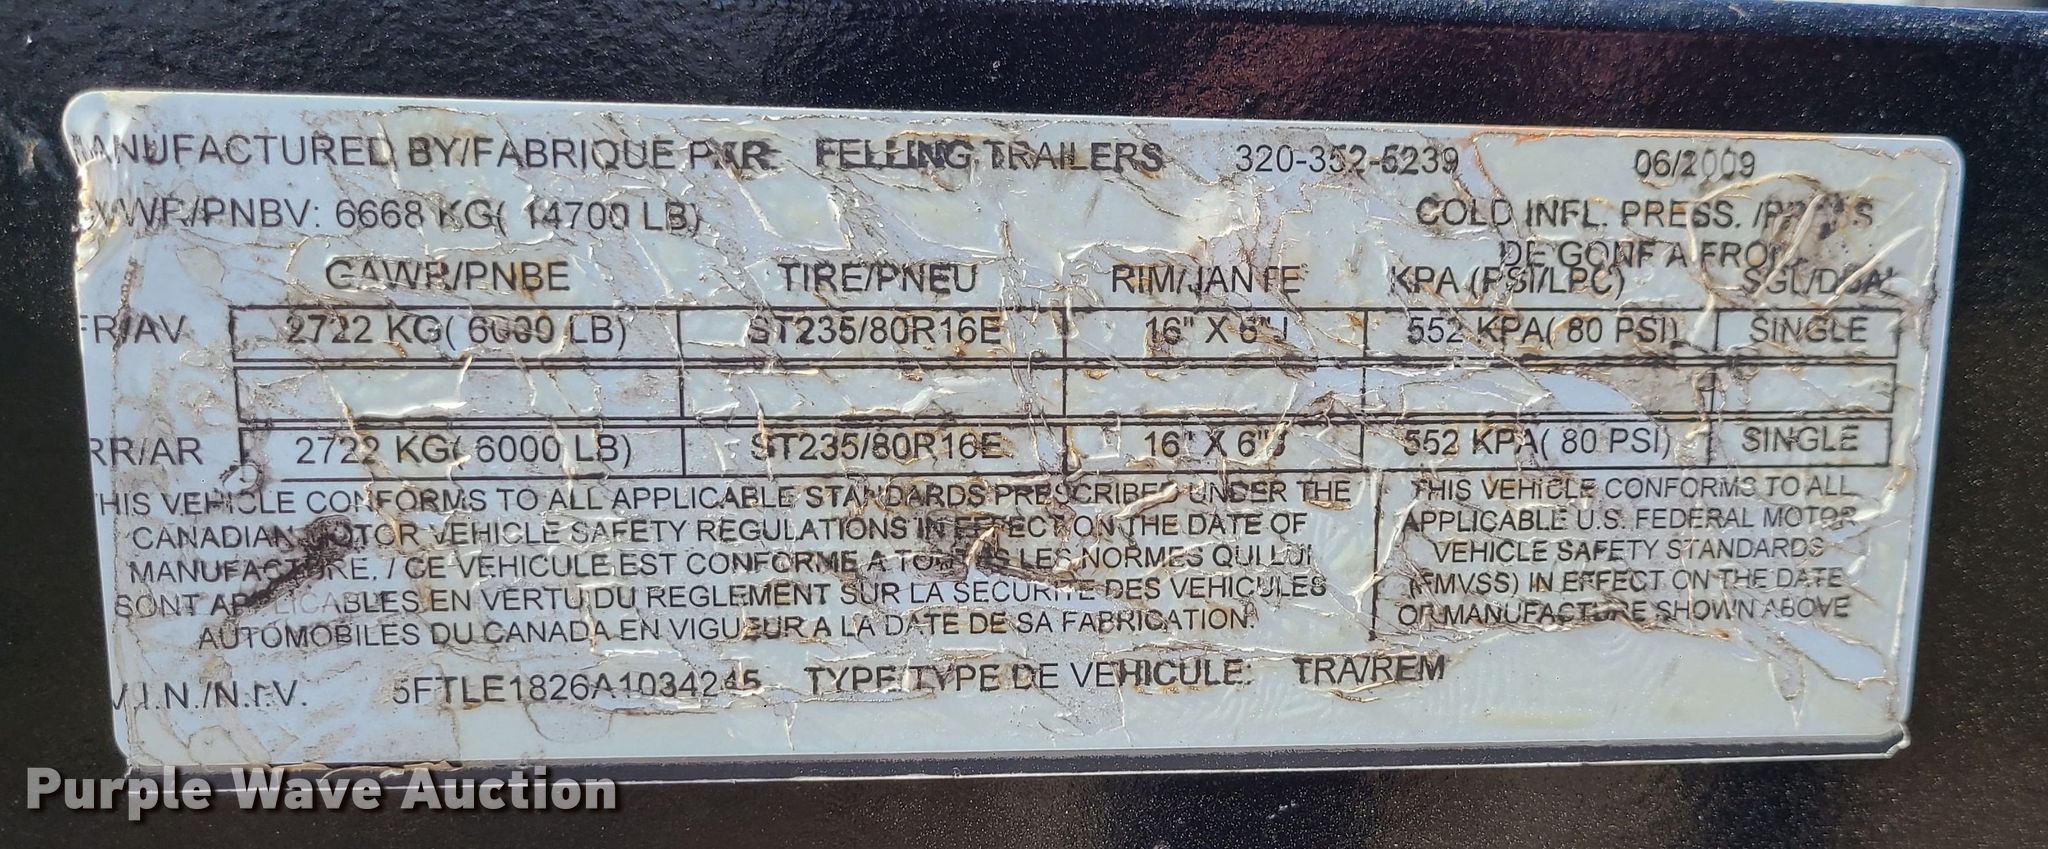 MANUFACTURED BY/FABRIQUE PAR FELLING TRAILERS 320-352-5239 06/2009
GVWR/PNBV: 6668 KG( 14700 LB)
COLD INFL. PRESS. /PRESS
DE GONF A FROID
GAWR/PNBE TIRE/PNEU RIM/JANTE KPA (PSI/LPC) SGL/DUAL
FR/AV 2722 KG( 6000 LB) ST235/80R16E 16" X 6"J 552 KPA( 80 PSI) SINGLE
RR/AR 2722 KG( 6000 LB) ST235/80R16E 16" X 6"J 552 KPA( 80 PSI) SINGLE
THIS VEHICLE CONFORMS TO ALL APPLICABLE STANDARDS PRESCRIBED UNDER THE
CANADIAN MOTOR VEHICLE SAFETY REGULATIONS IN EFFECT ON THE DATE OF
MANUFACTURE. / CE VEHICULE EST CONFORME A TOUTES LES NORMES QUI LUI
SONT APPLICABLES EN VERTU DU REGLEMENT SUR LA SECURITE DES VEHICULES
AUTOMOBILES DU CANADA EN VIGUEUR A LA DATE DE SA FABRICATION.
THIS VEHICLE CONFORMS TO ALL
APPLICABLE U.S. FEDERAL MOTOR
VEHICLE SAFETY STANDARDS
(FMVSS) IN EFFECT ON THE DATE
OR MANUFACTURE SHOWN ABOVE
V.I.N./N.I.V. 5FTLE1826A1034245 TYPE/TYPE DE VEHICULE: TRA/REM
Purple Wave Auction